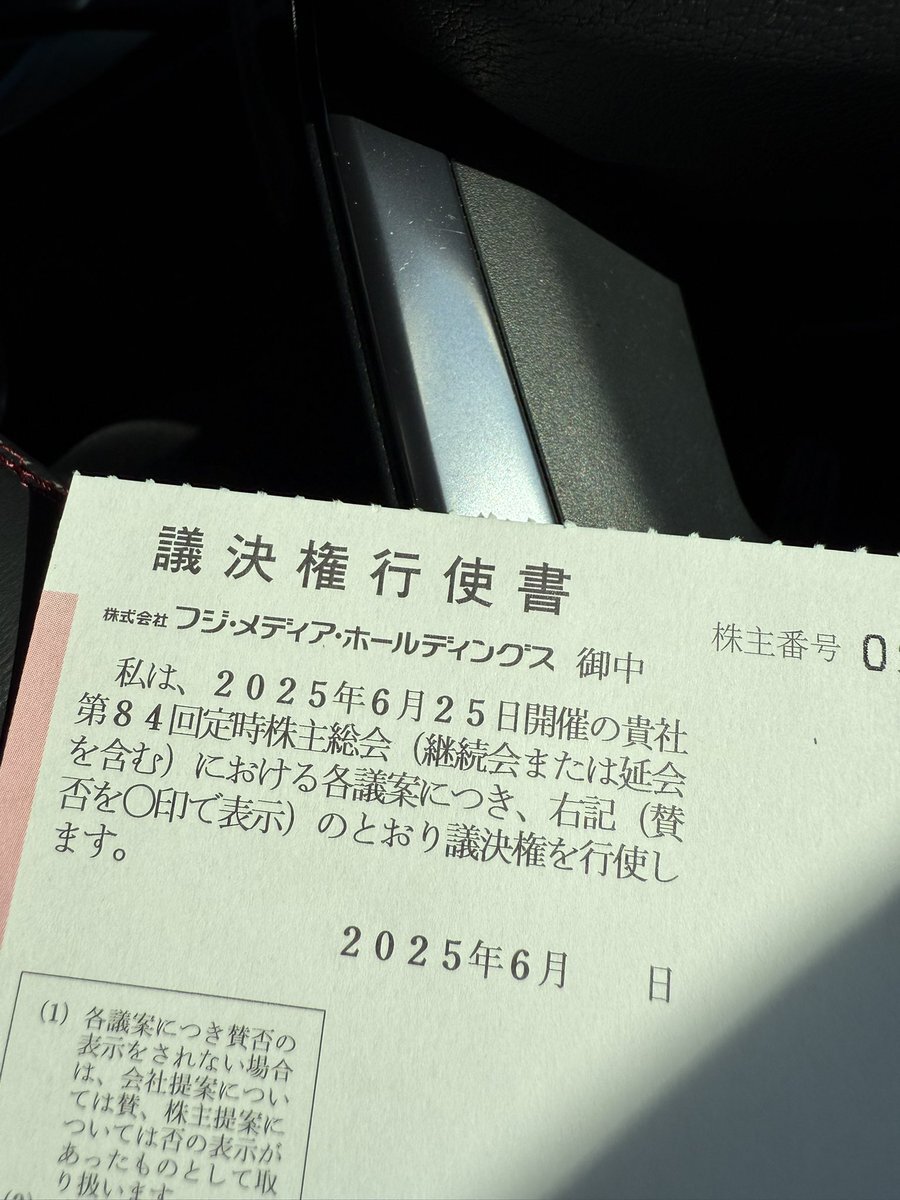 議決権行使書
株式会社 フジ・メディア・ホールディングス 御中
株主番号 0
私は、2025年6月25日開催の貴社
第84回定時株主総会(継続会または延会
を含む)における各議案につき、右記(賛
否を〇印で表示)のとおり議決権を行使し
ます。
2025年6月 日
(1) 各議案につき賛否の
表示をされない場合
は、会社提案につい
ては賛、株主提案に
ついては否の表示が
あったものとして取
り扱います